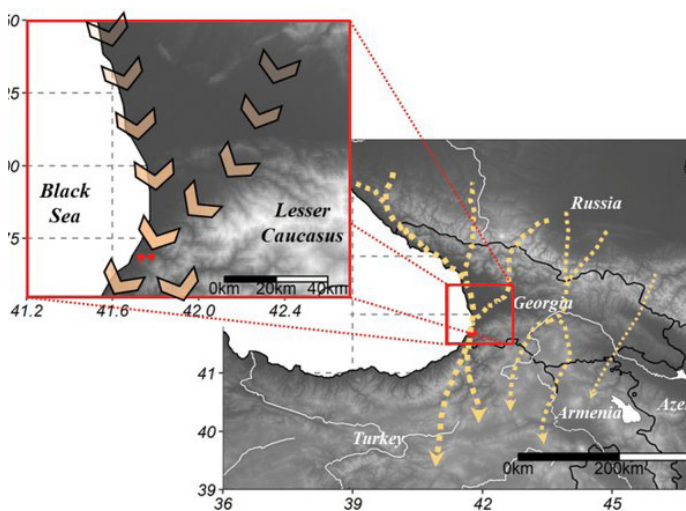 50
25
00
75
Black
Sea
Lesser
Caucasus
0km 20km 40km
41.2 41.6 42.0 42.4
Russia
Georgia
Armenia
Aze
Turkey
41
40
39
0km 200km
36 39 42 45